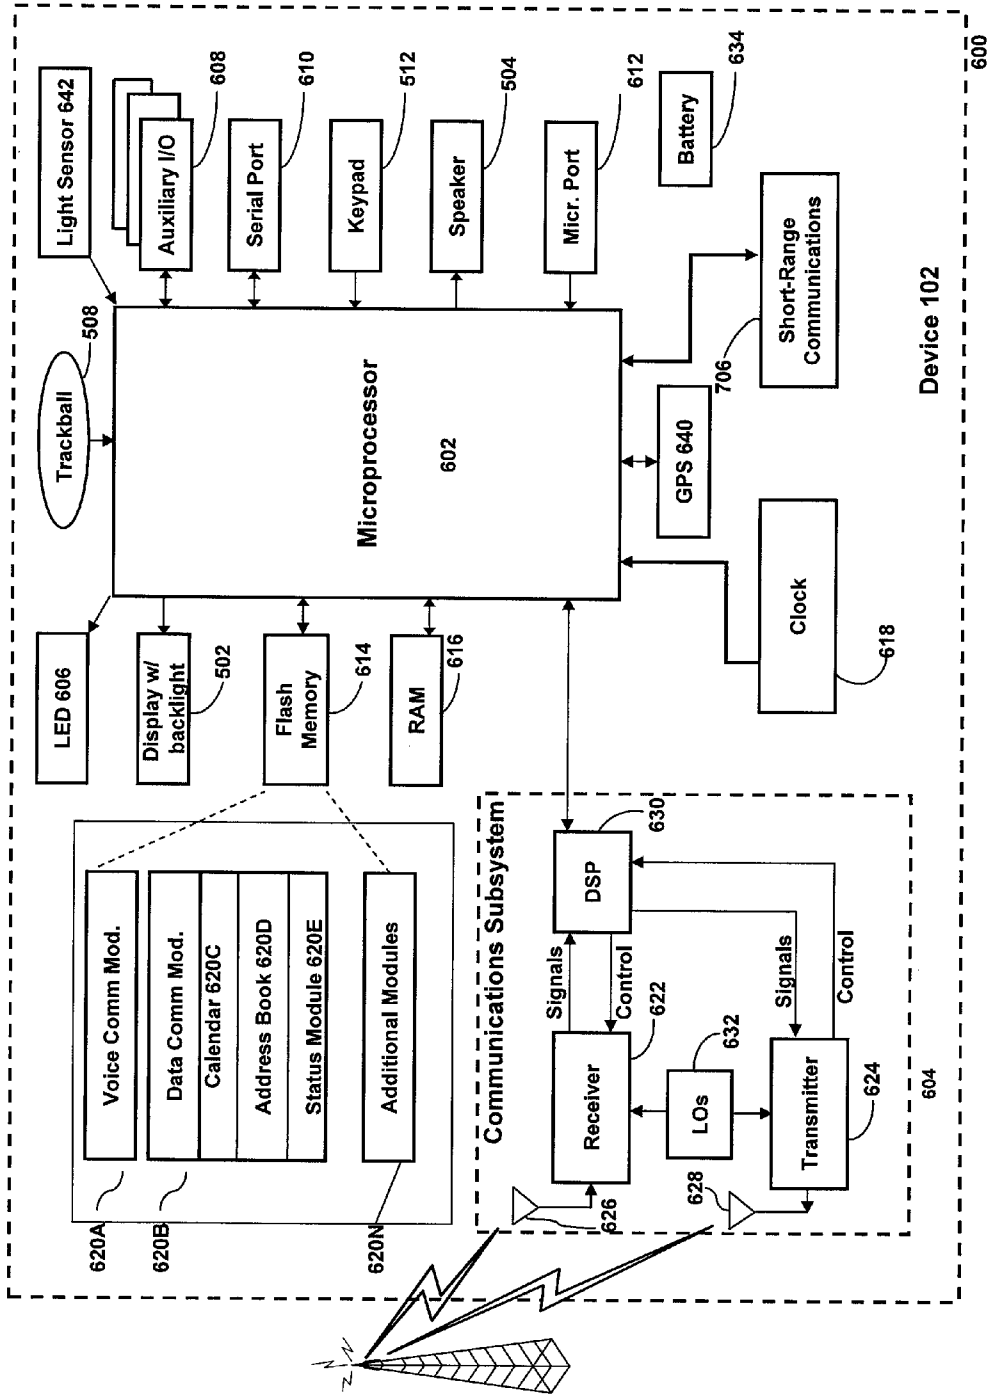 Voice Comm Mod.
620A
Data Comm Mod.
620B
Calendar 620C
Address Book 620D
Status Module 620E
Additional Modules
620N
LED 606
Display w/
backlight
502
Flash
Memory
614
RAM
616
Trackball
508
Microprocessor
602
Light Sensor 642
Auxiliary I/O
608
Serial Port
610
Keypad
512
Speaker
504
Micr. Port
612
Battery
634
Short-Range
Communications
706
GPS 640
Clock
618
Communications Subsystem
DSP
630
Signals
Control
Receiver
622
626
LOs
632
Signals
Control
Transmitter
624
628
604
Device 102
600